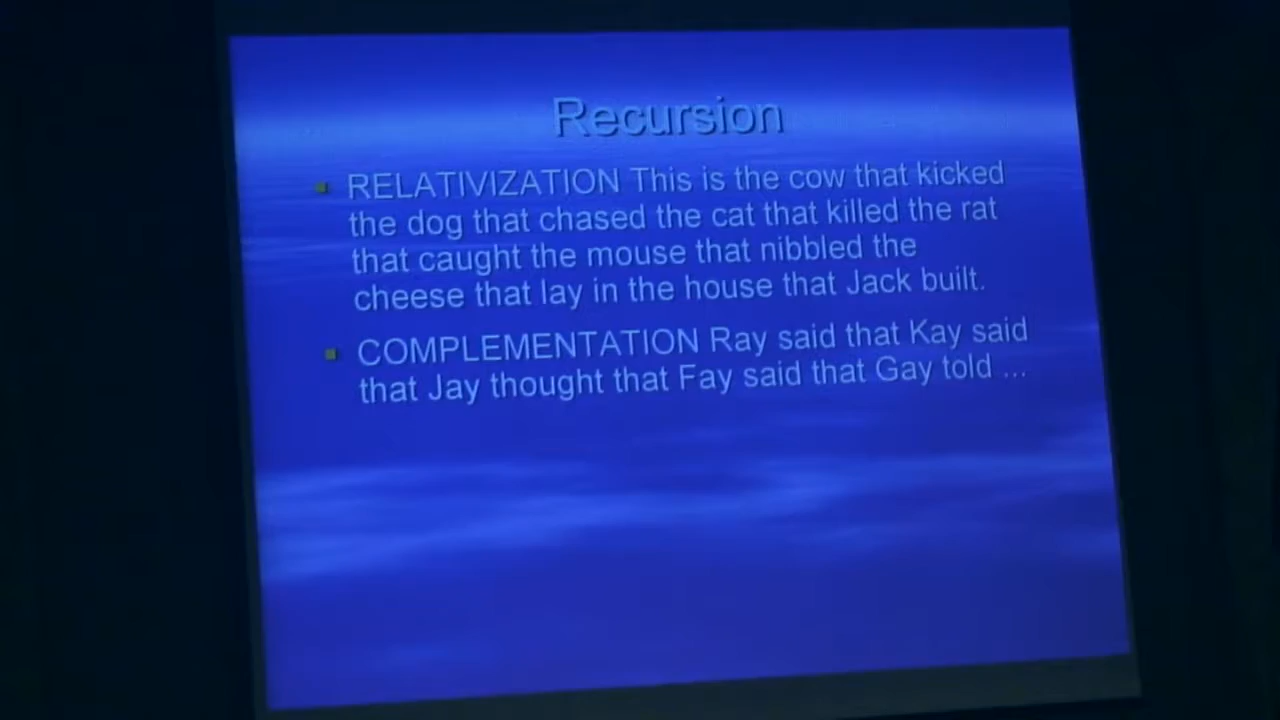 Recursion
RELATIVIZATION This is the cow that kicked
the dog that chased the cat that killed the rat
that caught the mouse that nibbled the
cheese that lay in the house that Jack built.
COMPLEMENTATION Ray said that Kay said
that Jay thought that Fay said that Gay told ...